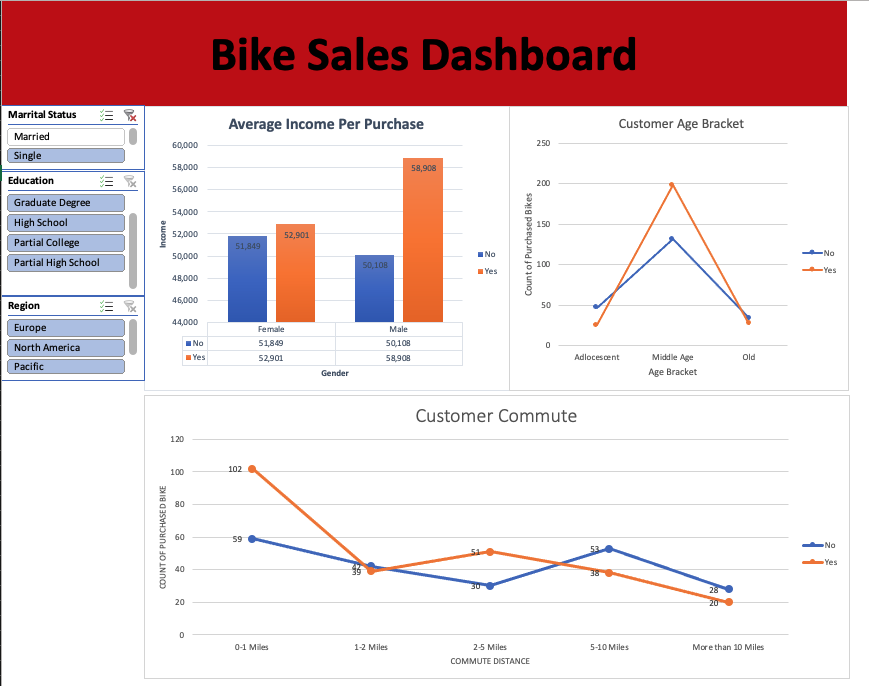 Bike Sales Dashboard
Marrital Status
Married
Single
Education
Graduate Degree
High School
Partial College
Partial High School
Region
Europe
North America
Pacific
Average Income Per Purchase
60,000
58,000
56,000
54,000
52,000
50,000
48,000
46,000
44,000
Income
51,849
52,901
50,108
58,908
Female Male
No 51,849 50,108
Yes 52,901 58,908
Gender
No
Yes
Customer Age Bracket
250
200
150
100
50
0
Count of Purchased Bikes
Adlocescent Middle Age Old
Age Bracket
No
Yes
Customer Commute
120
100
80
60
40
20
0
COUNT OF PURCHASED BIKE
102
59
39
51
30
53
38
28
20
0-1 Miles 1-2 Miles 2-5 Miles 5-10 Miles More than 10 Miles
COMMUTE DISTANCE
No
Yes